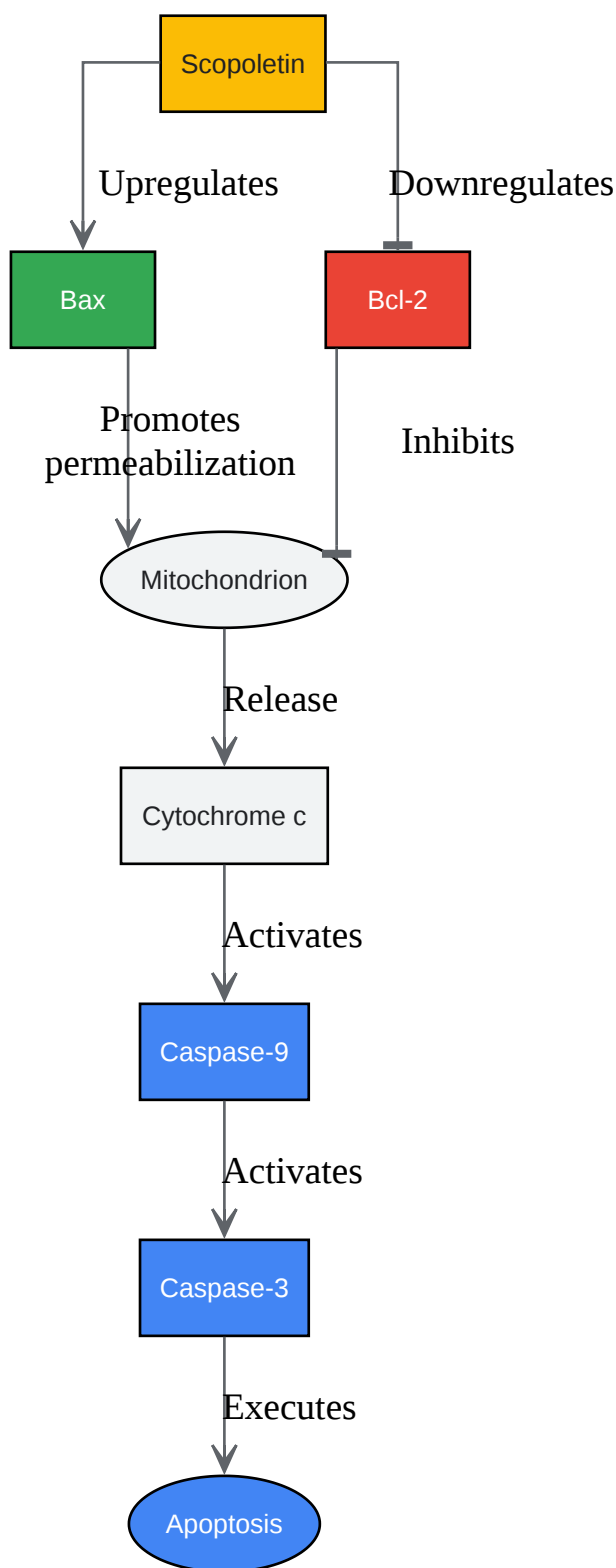 Scopoletin
Upregulates
Downregulates
Bax
Bcl-2
Promotes
permeabilization
Inhibits
Mitochondrion
Release
Cytochrome c
Activates
Caspase-9
Activates
Caspase-3
Executes
Apoptosis